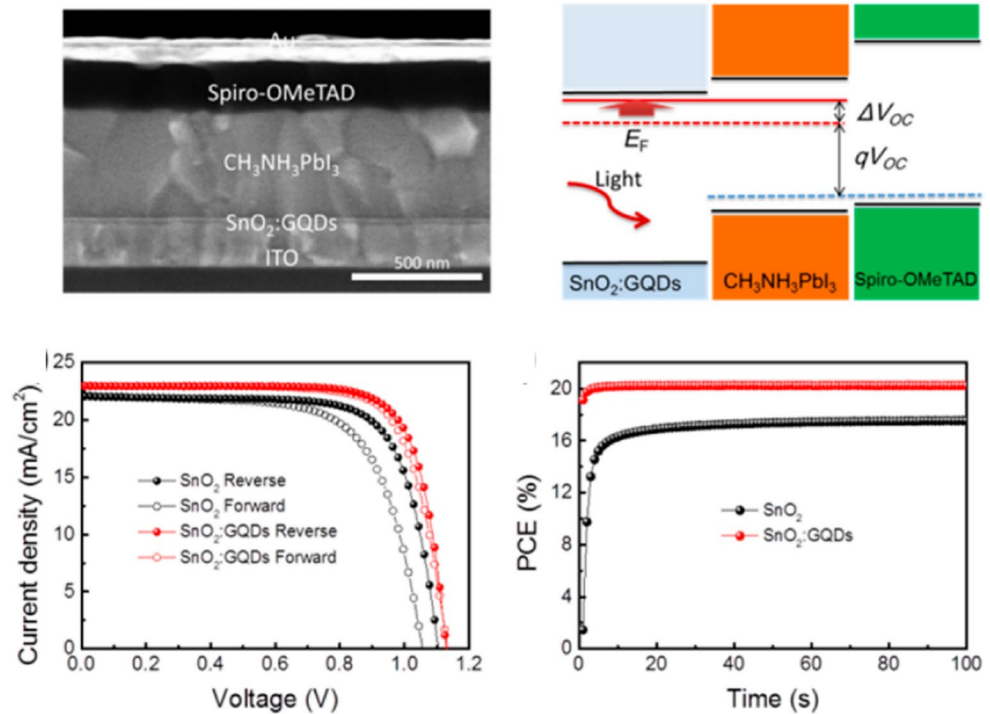 Au
Spiro-OMeTAD
CH₃NH₃PbI₃
SnO₂:GQDs
ITO
500 nm
ΔV_OC
E_F
qV_OC
Light
SnO₂:GQDs
CH₃NH₃PbI₃
Spiro-OMeTAD
25
20
15
10
5
0
Current density (mA/cm²)
SnO₂ Reverse
SnO₂ Forward
SnO₂:GQDs Reverse
SnO₂:GQDs Forward
0.0 0.2 0.4 0.6 0.8 1.0 1.2
Voltage (V)
20
16
12
8
4
0
PCE (%)
SnO₂
SnO₂:GQDs
0 20 40 60 80 100
Time (s)